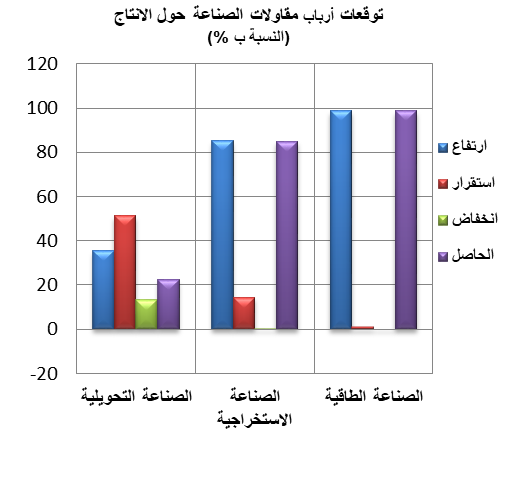 توقعات أرباب مقاولات الصناعة حول الانتاج
(النسبة ب %)
120
100
80
60
40
20
0
-20
ارتفاع
استقرار
انخفاض
الحاصل
الصناعة التحويلية
الصناعة
الاستخراجية
الصناعة الطاقية